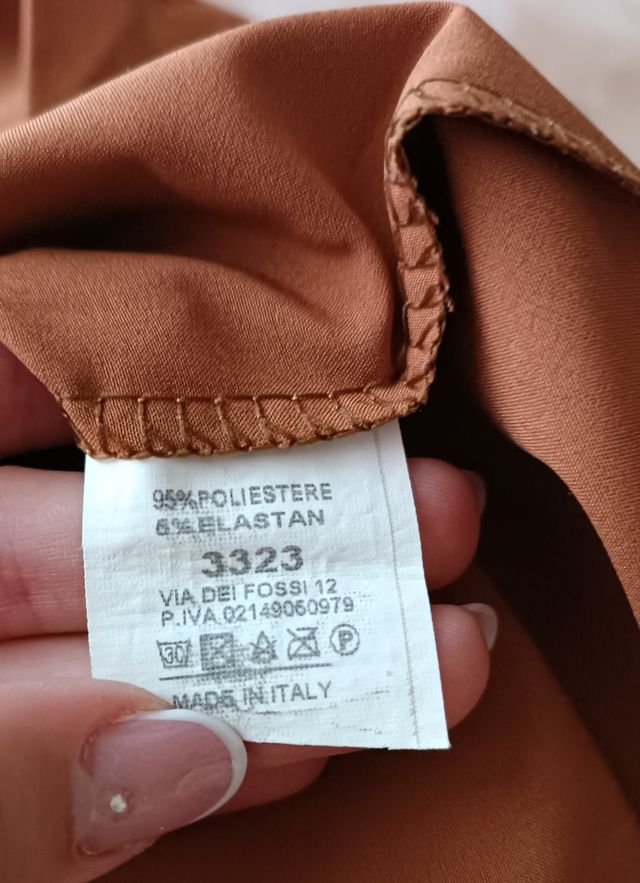 95%POLIESTERE
5%ELASTAN
3323
VIA DEI FOSSI 12
P.IVA.02149060979
30 P
MADE IN ITALY